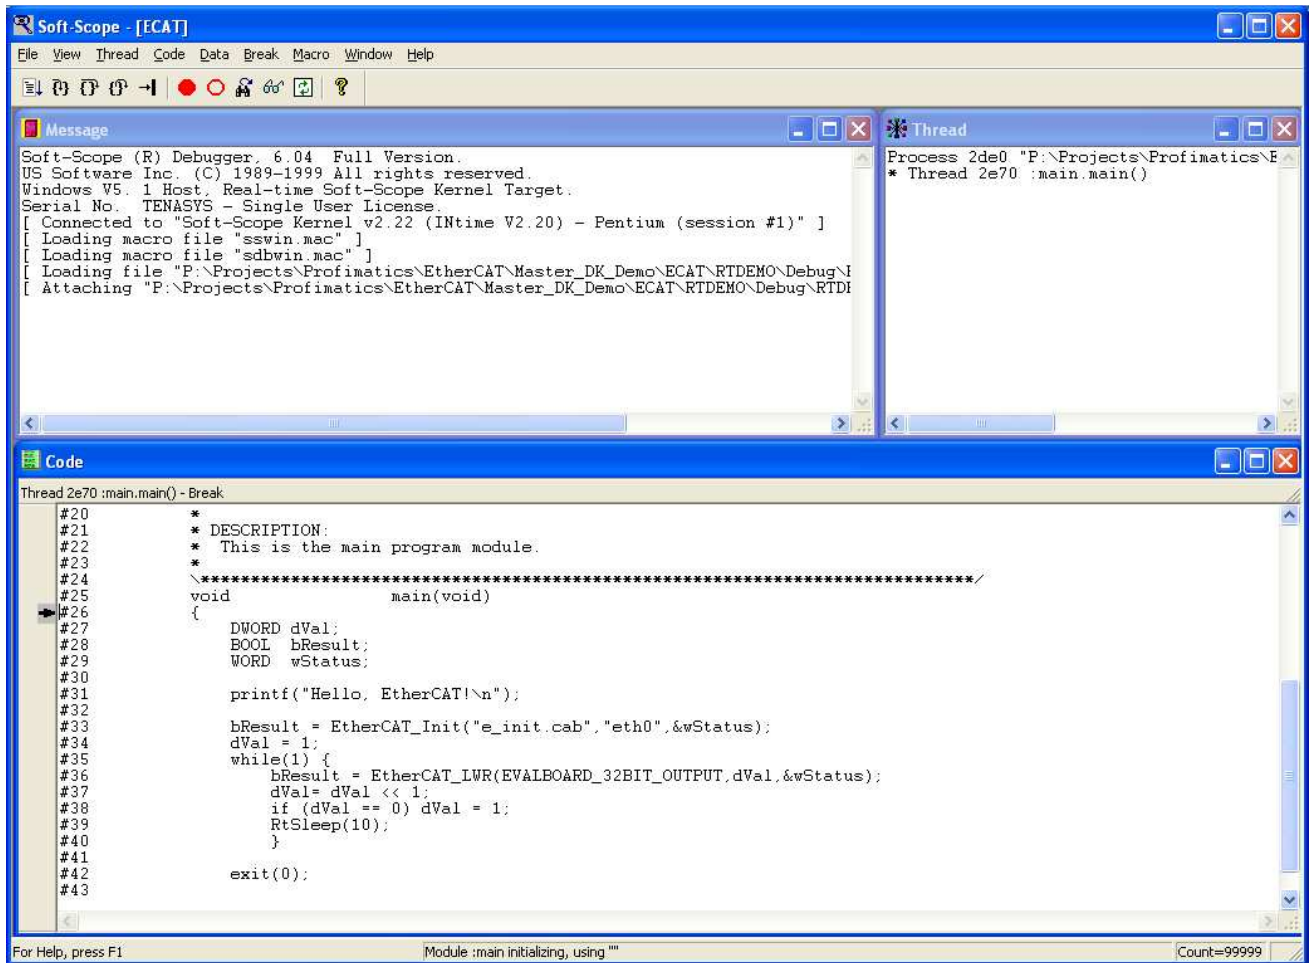 Soft-Scope - [ECAT]
File View Thread Code Data Break Macro Window Help
Message
Soft-Scope (R) Debugger, 6.04 Full Version.
US Software Inc. (C) 1989-1999 All rights reserved.
Windows V5. 1 Host, Real-time Soft-Scope Kernel Target.
Serial No. TENASYS - Single User License.
[ Connected to "Soft-Scope Kernel v2.22 (INtime V2.20) - Pentium (session #1)" ]
[ Loading macro file "sswin.mac" ]
[ Loading macro file "sdbwin.mac" ]
[ Loading file "P:\Projects\Profimatics\EtherCAT\Master_DK_Demo\ECAT\RTDEMO\Debug\
[ Attaching "P:\Projects\Profimatics\EtherCAT\Master_DK_Demo\ECAT\RTDEMO\Debug\RTD
Thread
Process 2de0 "P:\Projects\Profimatics\E
* Thread 2e70 :main.main()
Code
Thread 2e70 :main.main() - Break
#20 *
#21 * DESCRIPTION:
#22 * This is the main program module.
#23 *
#24 \*****************************************************************************/
#25 void main(void)
#26 {
#27 DWORD dVal;
#28 BOOL bResult;
#29 WORD wStatus;
#30
#31 printf("Hello, EtherCAT!\n");
#32
#33 bResult = EtherCAT_Init("e_init.cab","eth0",&wStatus);
#34 dVal = 1;
#35 while(1) {
#36 bResult = EtherCAT_LWR(EVALBOARD_32BIT_OUTPUT,dVal,&wStatus);
#37 dVal= dVal << 1;
#38 if (dVal == 0) dVal = 1;
#39 RtSleep(10);
#40 }
#41
#42 exit(0);
#43
For Help, press F1
Module :main initializing, using ""
Count=99999